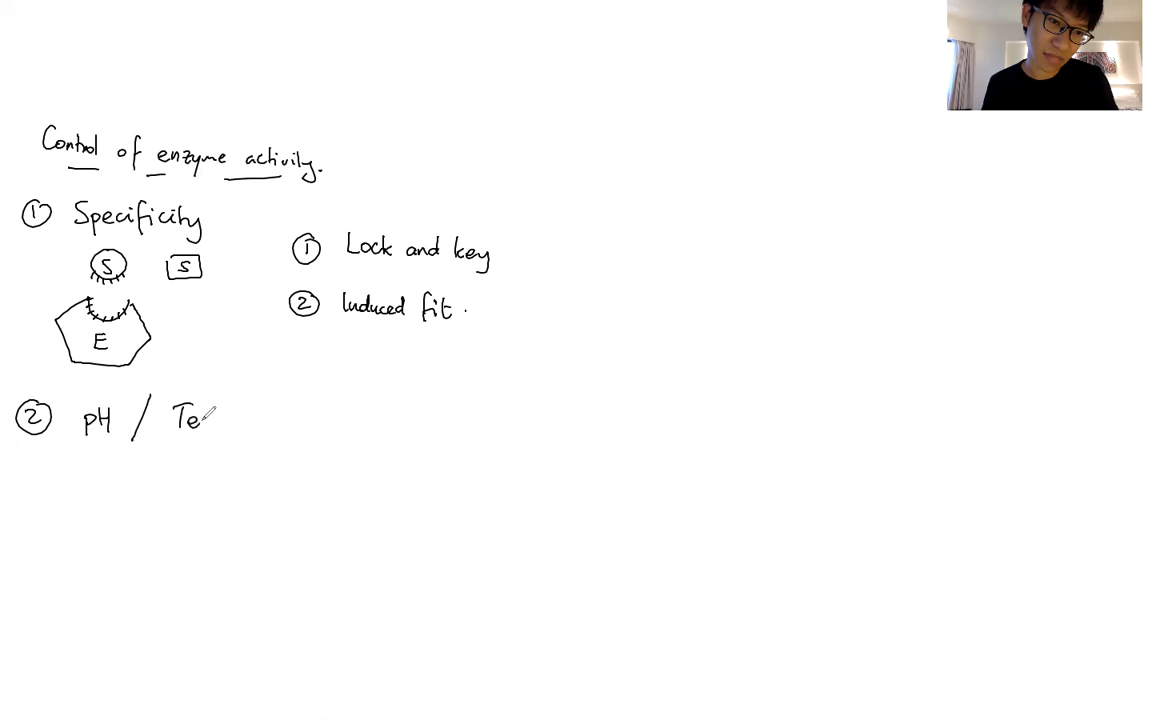 Control of enzyme activity.
① Specificity
S S
E
① Lock and key
② Induced fit.
② pH / Te